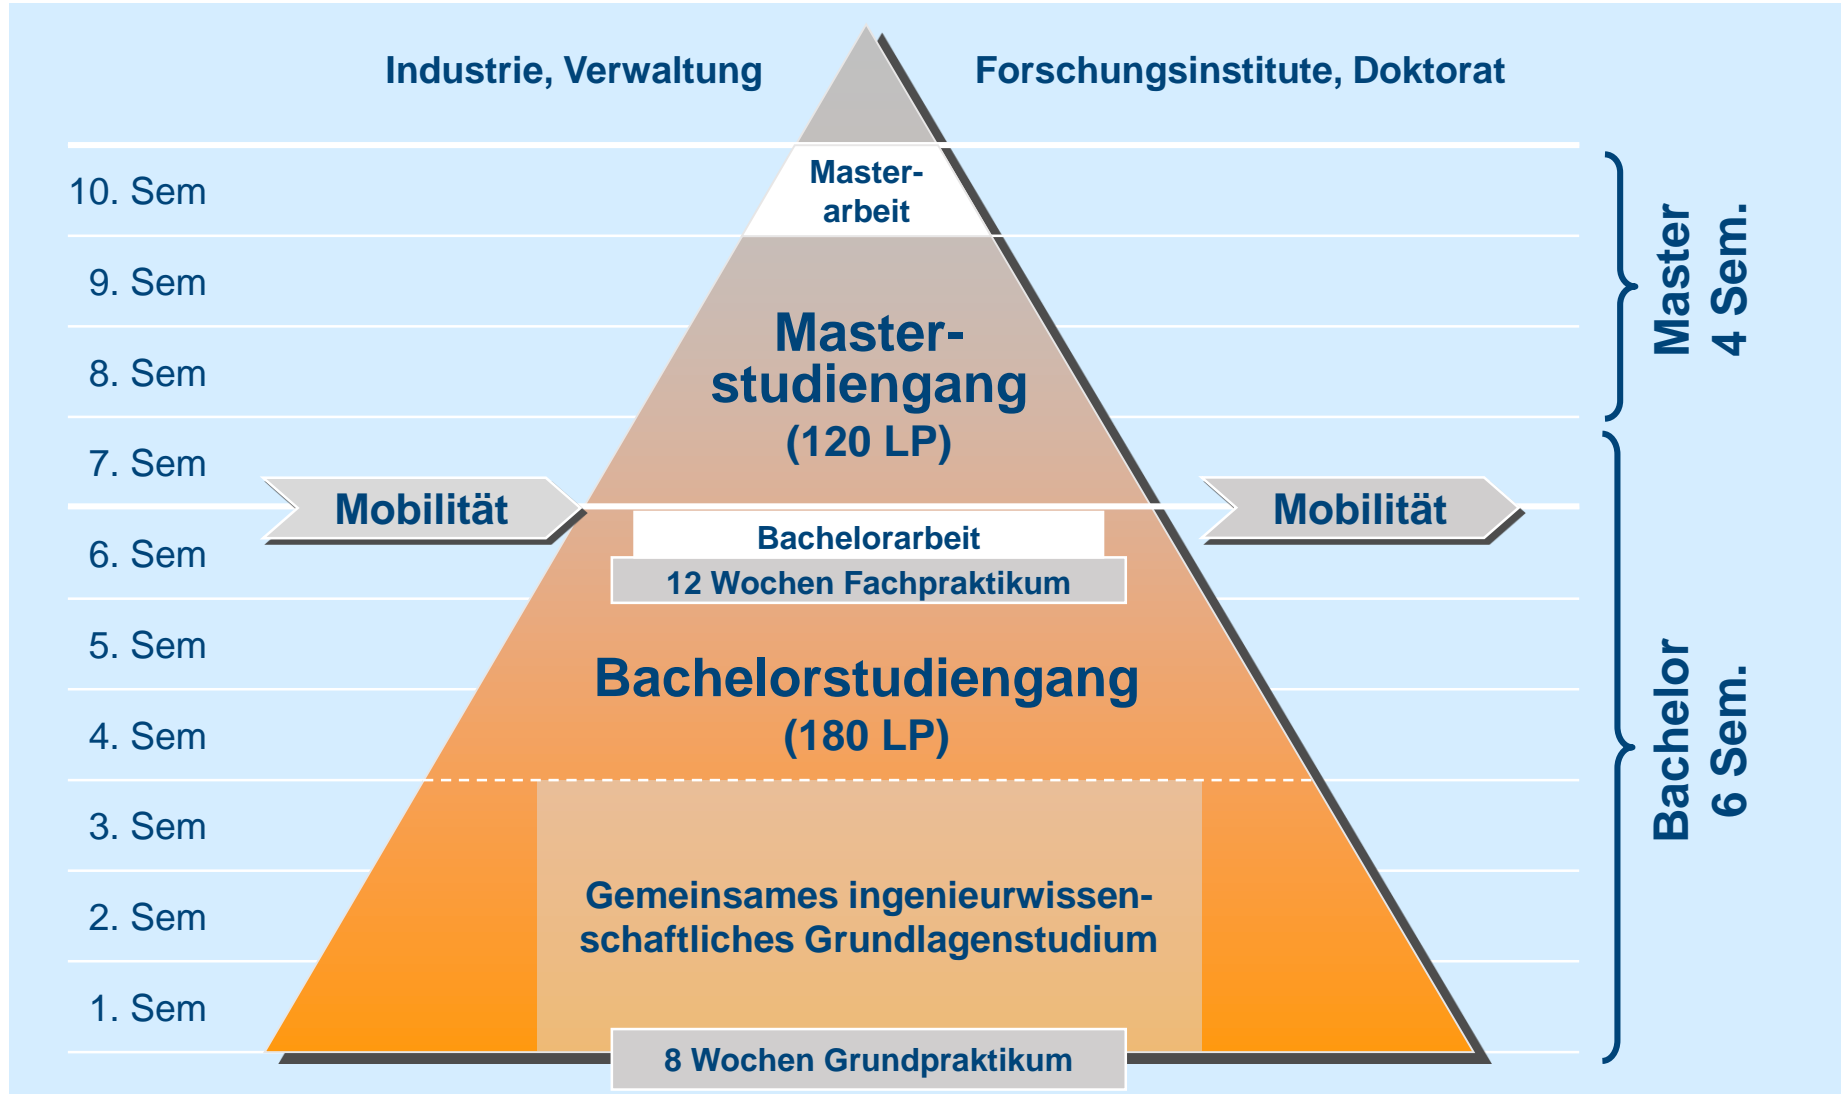 Industrie, Verwaltung
Forschungsinstitute, Doktorat
10. Sem
Master-
arbeit
9. Sem
8. Sem
Master-
studiengang
(120 LP)
7. Sem
Master
4 Sem.
Mobilität
Mobilität
6. Sem
Bachelorarbeit
12 Wochen Fachpraktikum
5. Sem
Bachelorstudiengang
(180 LP)
4. Sem
Bachelor
6 Sem.
3. Sem
2. Sem
Gemeinsames ingenieurwissen-
schaftliches Grundlagenstudium
1. Sem
8 Wochen Grundpraktikum